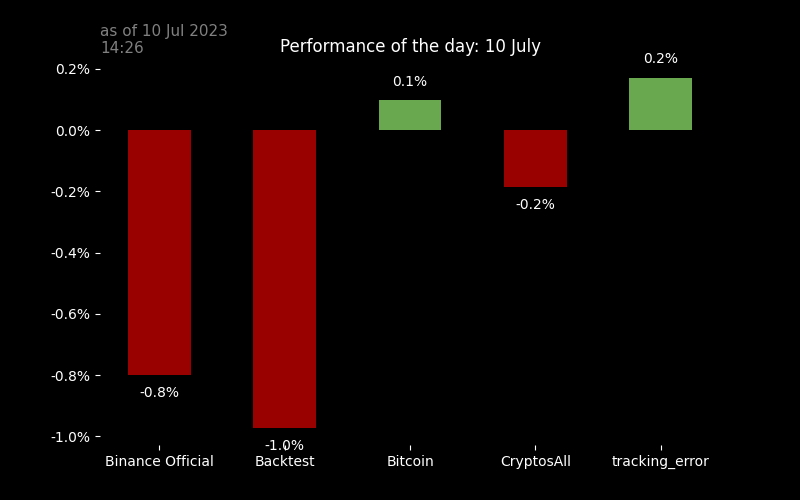 as of 10 Jul 2023
14:26
Performance of the day: 10 July
0.2%
0.0%
-0.2%
-0.4%
-0.6%
-0.8%
-1.0%
-0.8%
-1.0%
0.1%
-0.2%
0.2%
Binance Official
Backtest
Bitcoin
CryptosAll
tracking_error